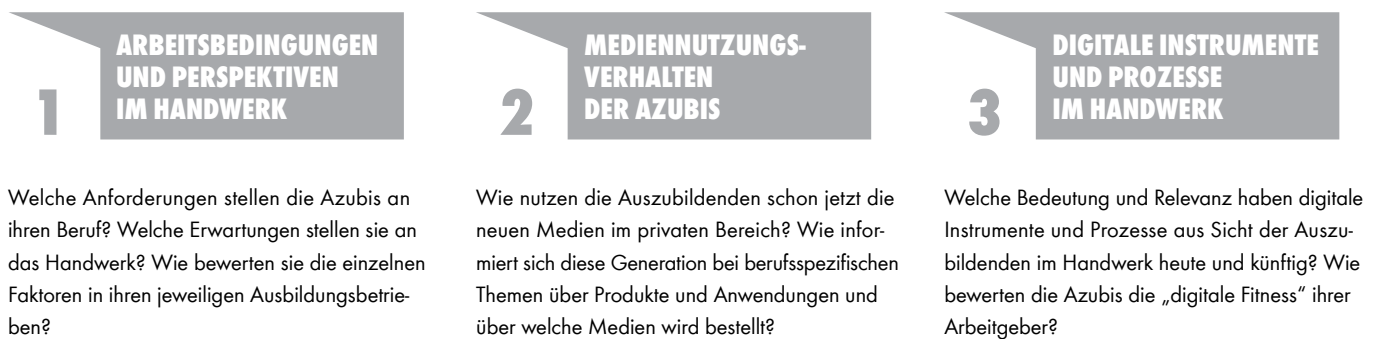 1
ARBEITSBEDINGUNGEN
UND PERSPEKTIVEN
IM HANDWERK
Welche Anforderungen stellen die Azubis an
ihren Beruf? Welche Erwartungen stellen sie an
das Handwerk? Wie bewerten sie die einzelnen
Faktoren in ihren jeweiligen Ausbildungsbetrie-
ben?
2
MEDIENNUTZUNGS-
VERHALTEN
DER AZUBIS
Wie nutzen die Auszubildenden schon jetzt die
neuen Medien im privaten Bereich? Wie infor-
miert sich diese Generation bei berufsspezifischen
Themen über Produkte und Anwendungen und
über welche Medien wird bestellt?
3
DIGITALE INSTRUMENTE
UND PROZESSE
IM HANDWERK
Welche Bedeutung und Relevanz haben digitale
Instrumente und Prozesse aus Sicht der Auszu-
bildenden im Handwerk heute und künftig? Wie
bewerten die Azubis die „digitale Fitness“ ihrer
Arbeitgeber?